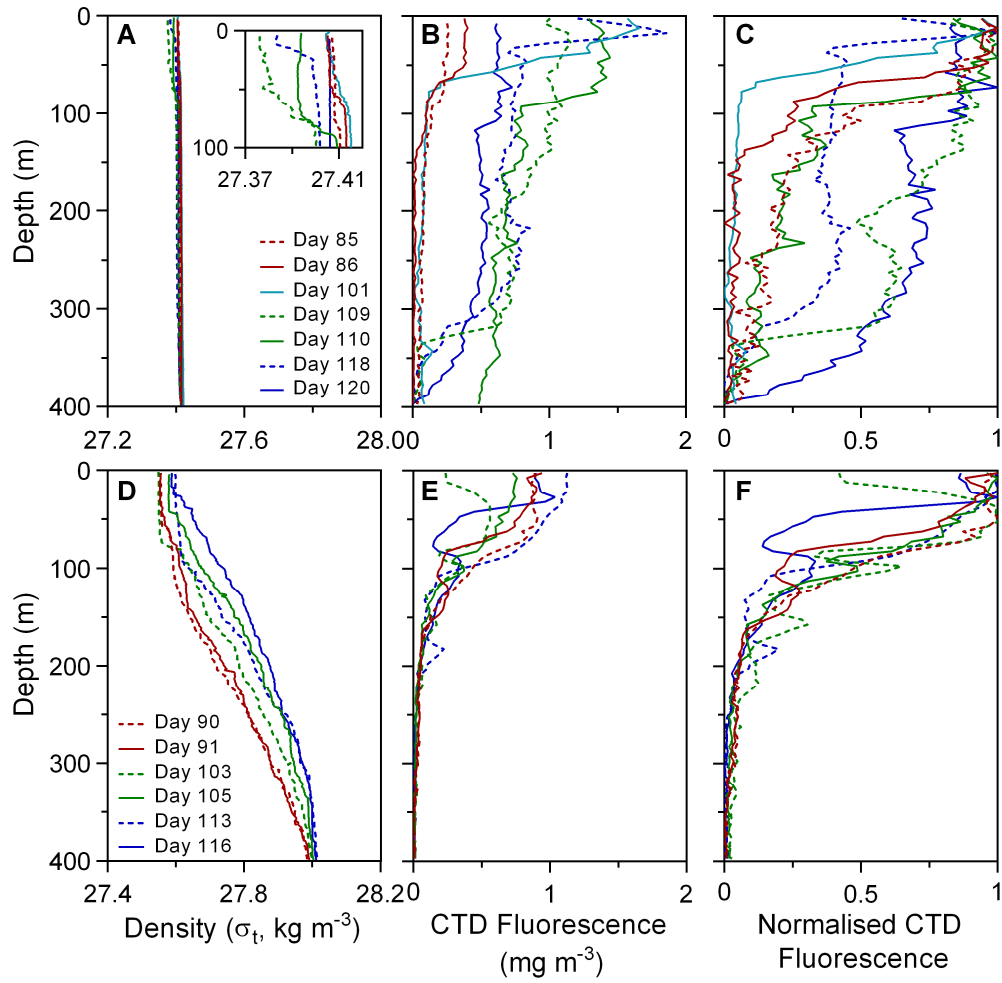 0
100
200
300
400
Depth (m)
A
0
100
27.37
27.41
Day 85
Day 86
Day 101
Day 109
Day 110
Day 118
Day 120
27.2
27.6
28.0
B
0
1
2
C
0
0.5
1
0
100
200
300
400
Depth (m)
D
Day 90
Day 91
Day 103
Day 105
Day 113
Day 116
27.4
27.8
28.2
Density (σt, kg m-3)
E
0
1
2
CTD Fluorescence
(mg m-3)
F
0
0.5
1
Normalised CTD
Fluorescence